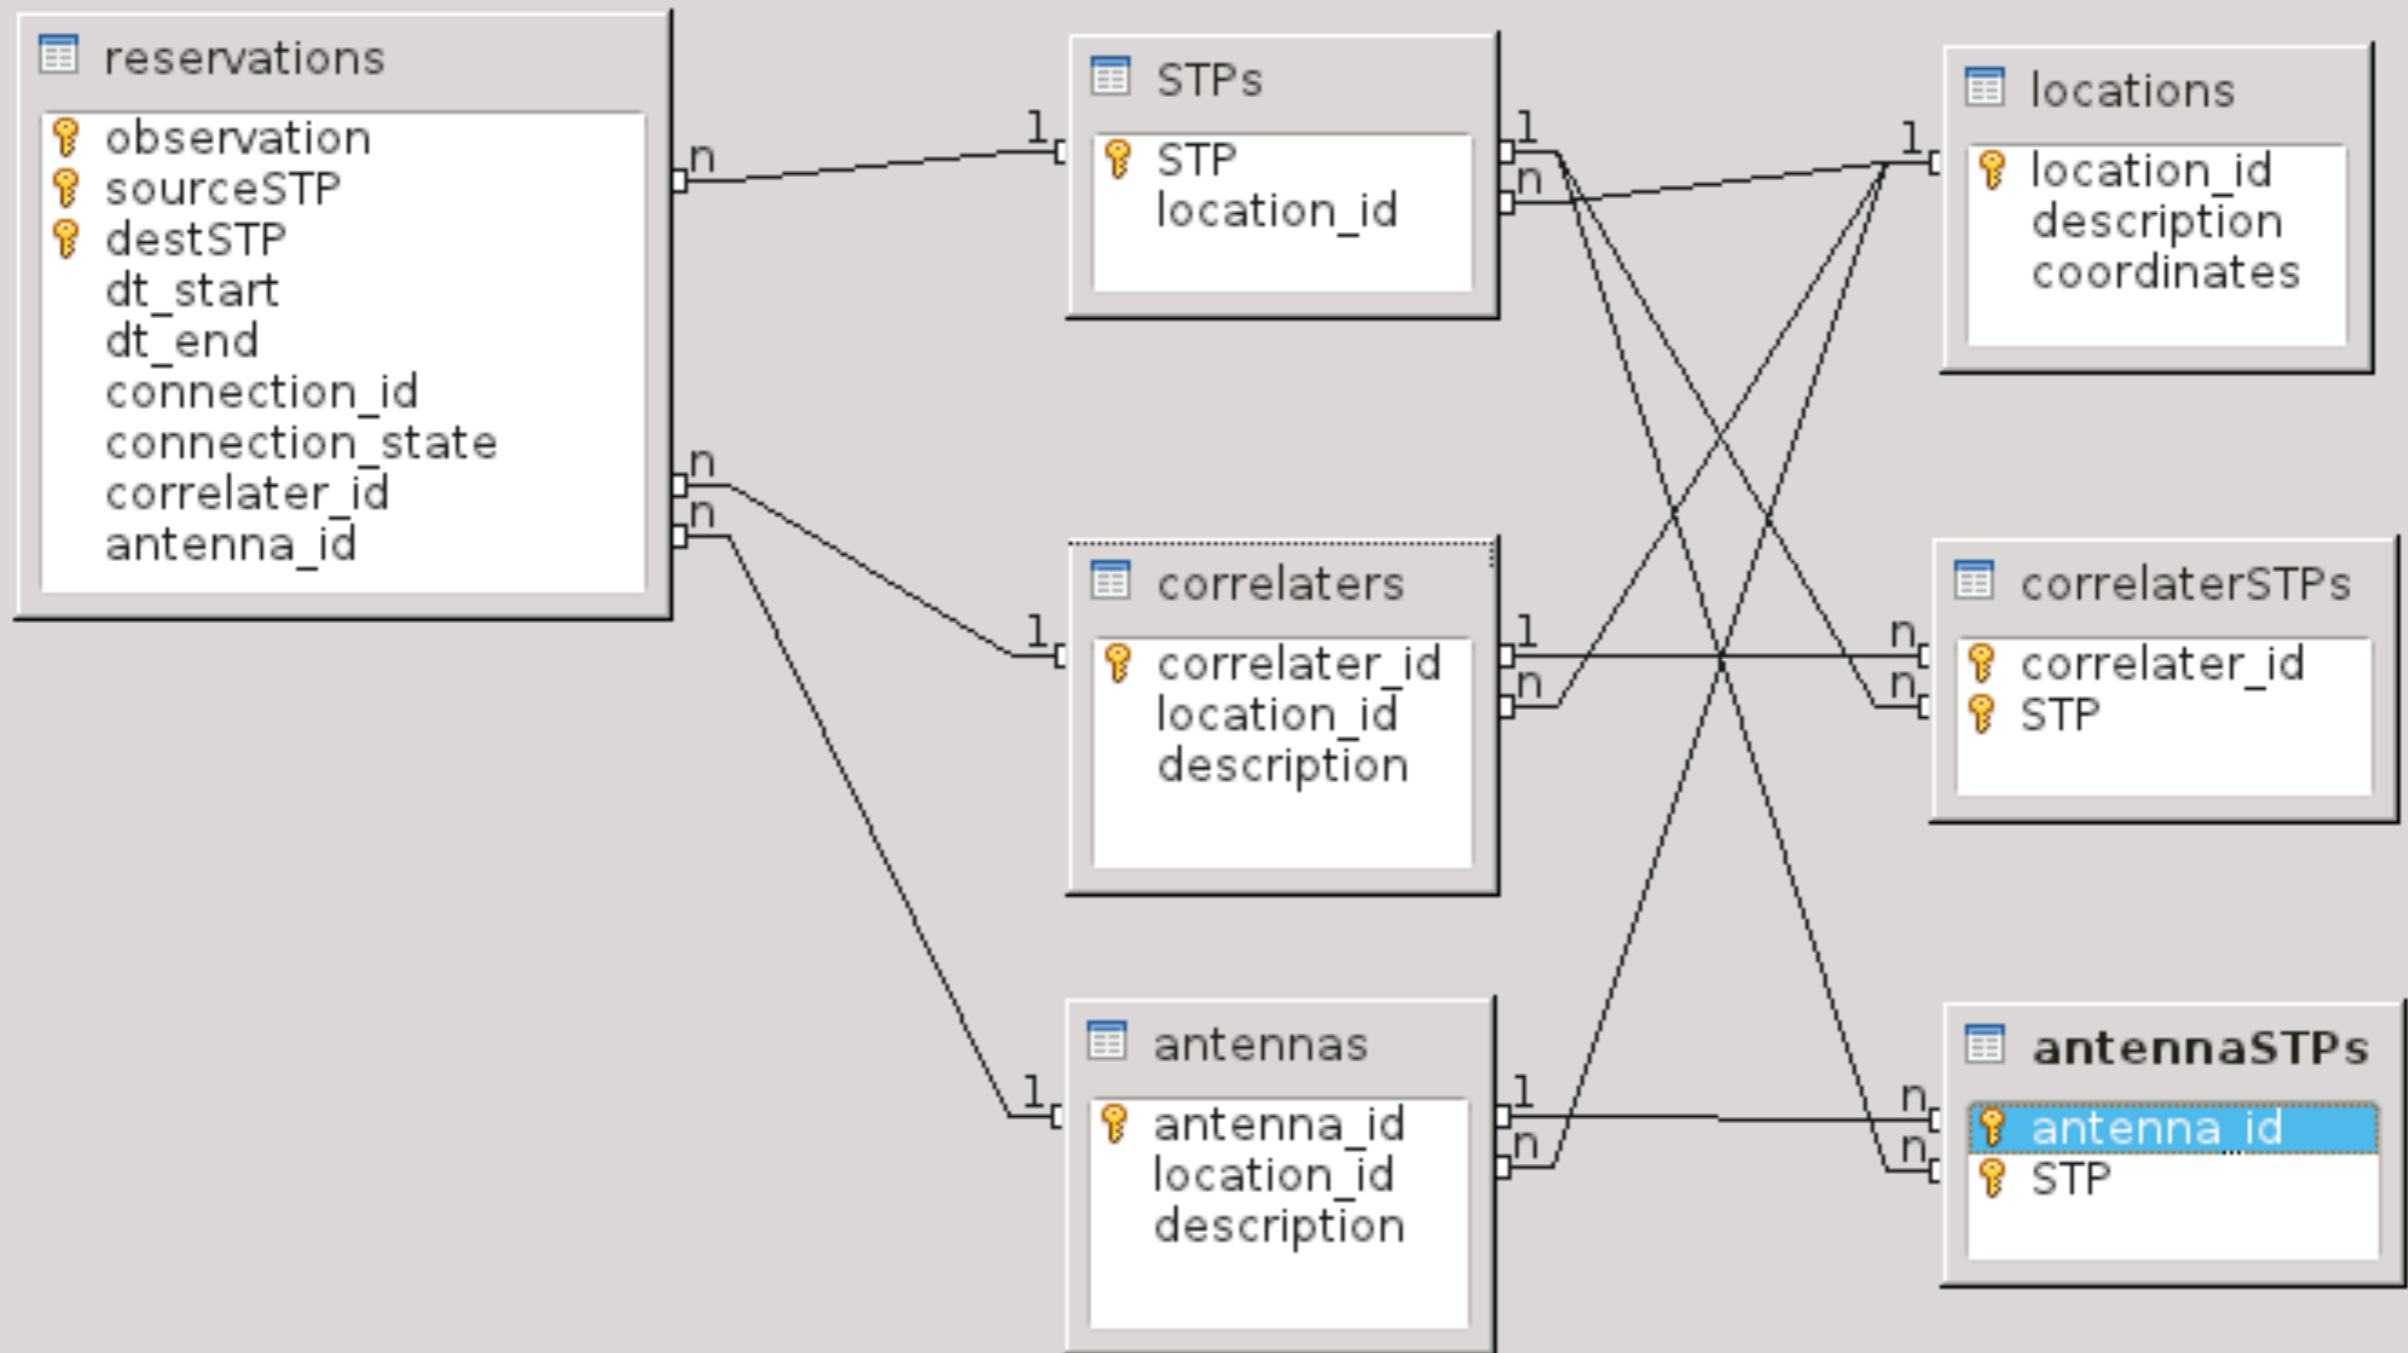 reservations
observation
sourceSTP
destSTP
dt_start
dt_end
connection_id
connection_state
correlater_id
antenna_id
n
n
n
1
1
1
STPs
STP
location_id
1
n
correlaters
correlater_id
location_id
description
1
n
antennas
antenna_id
location_id
description
1
n
1
locations
location_id
description
coordinates
n
n
correlaterSTPs
correlater_id
STP
n
n
antennaSTPs
antenna_id
STP